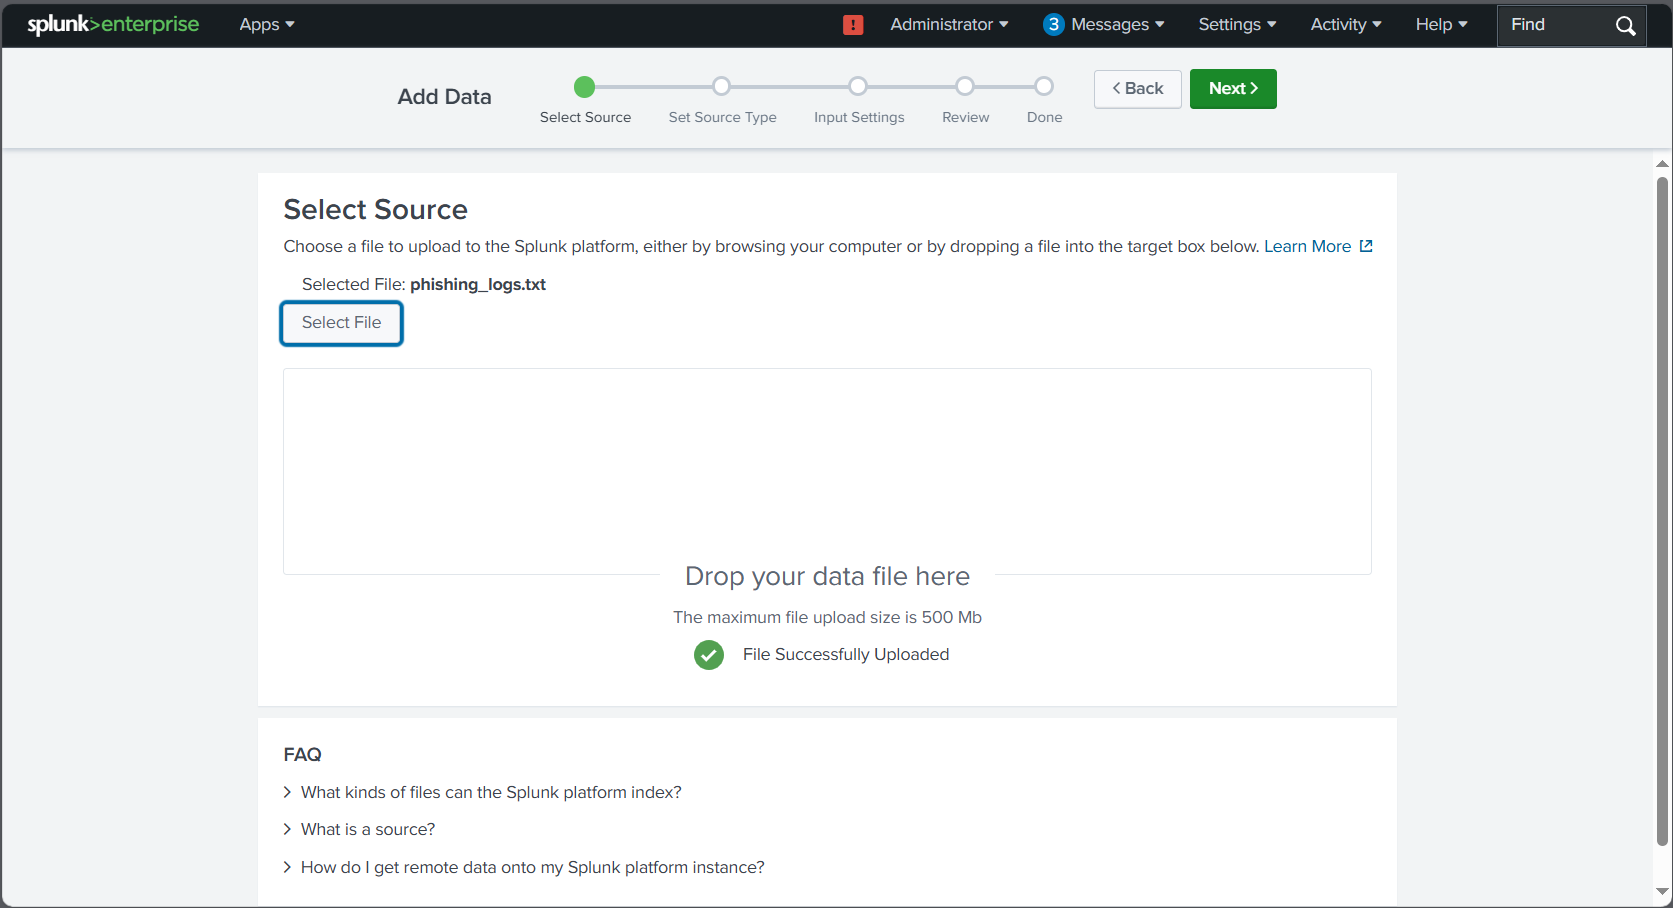 splunk>enterprise Apps ! Administrator 3 Messages Settings Activity Help Find
Add Data
Select Source Set Source Type Input Settings Review Done
Back Next
Select Source
Choose a file to upload to the Splunk platform, either by browsing your computer or by dropping a file into the target box below. Learn More
Selected File: phishing_logs.txt
Select File
Drop your data file here
The maximum file upload size is 500 Mb
File Successfully Uploaded
FAQ
What kinds of files can the Splunk platform index?
What is a source?
How do I get remote data onto my Splunk platform instance?